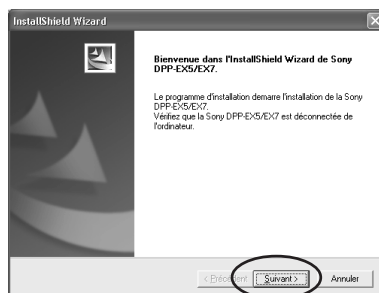 InstallShield Wizard
Bienvenue dans l'InstallShield Wizard de Sony
DPP-EX5/EX7.
Le programme d'installation demarre l'installation de la Sony
DPP-EX5/EX7.
Vérifiez que la Sony DPP-EX5/EX7 est déconnectée de
l'ordinateur.
< Précédent Suivant > Annuler